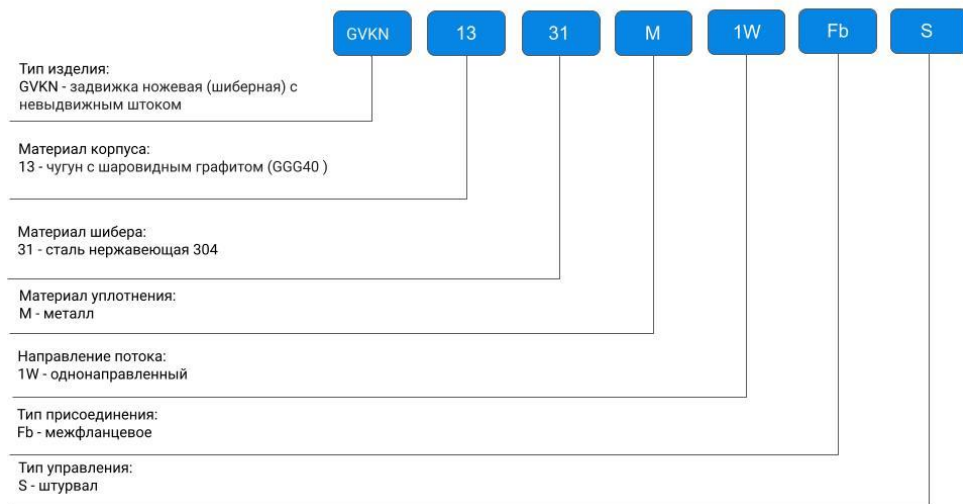 GVKN 13 31 M 1W Fb S
Тип изделия:
GVKN - задвижка ножевая (шиберная) с
невыдвижным штоком
Материал корпуса:
13 - чугун с шаровидным графитом (GGG40 )
Материал шибера:
31 - сталь нержавеющая 304
Материал уплотнения:
М - металл
Направление потока:
1W - однонаправленный
Тип присоединения:
Fb - межфланцевое
Тип управления:
S - штурвал